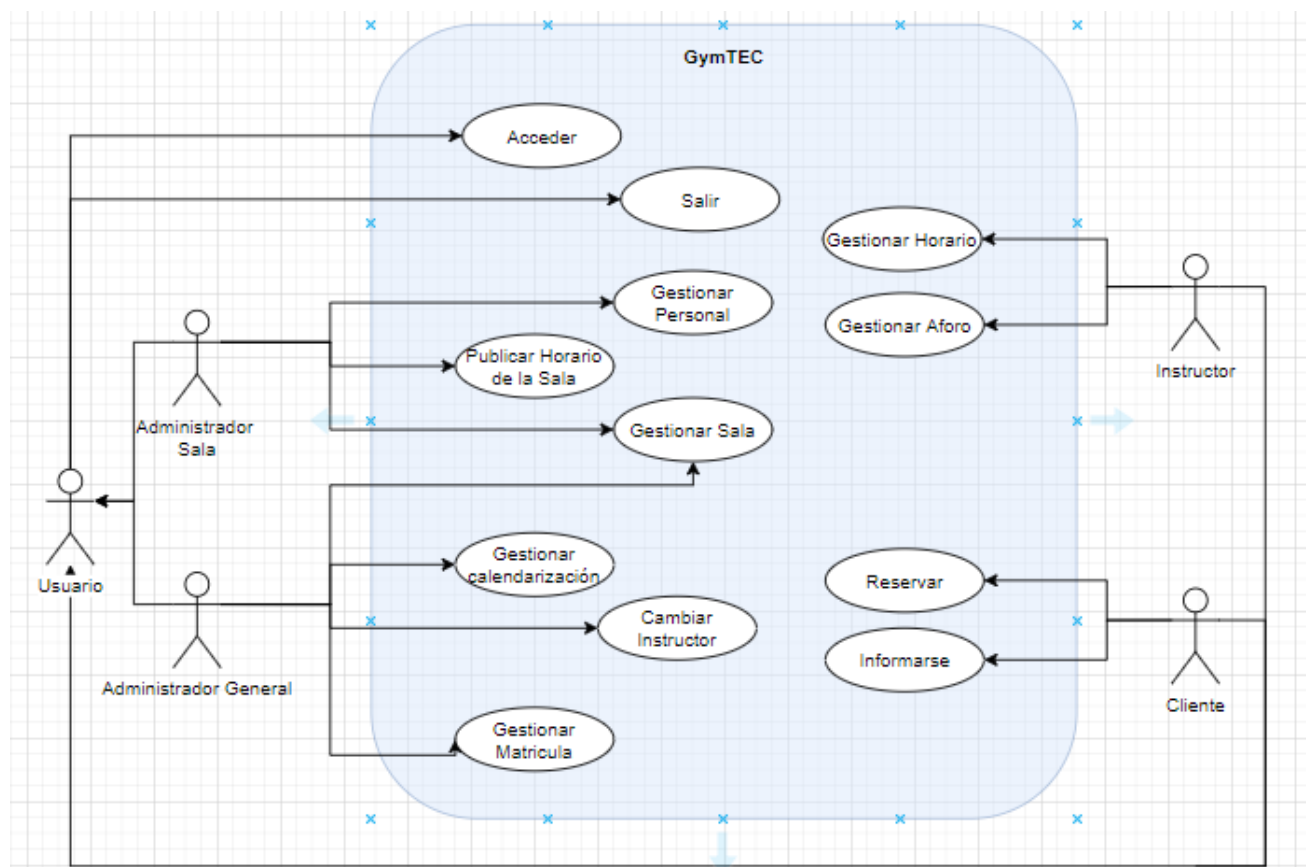 GymTEC
Acceder
Salir
Gestionar Horario
Gestionar
Personal
Gestionar Aforo
Publicar Horario
de la Sala
Instructor
Administrador
Sala
Gestionar Sala
Gestionar
calendarización
Usuario
Reservar
Cambiar
Instructor
Informarse
Administrador General
Cliente
Gestionar
Matricula